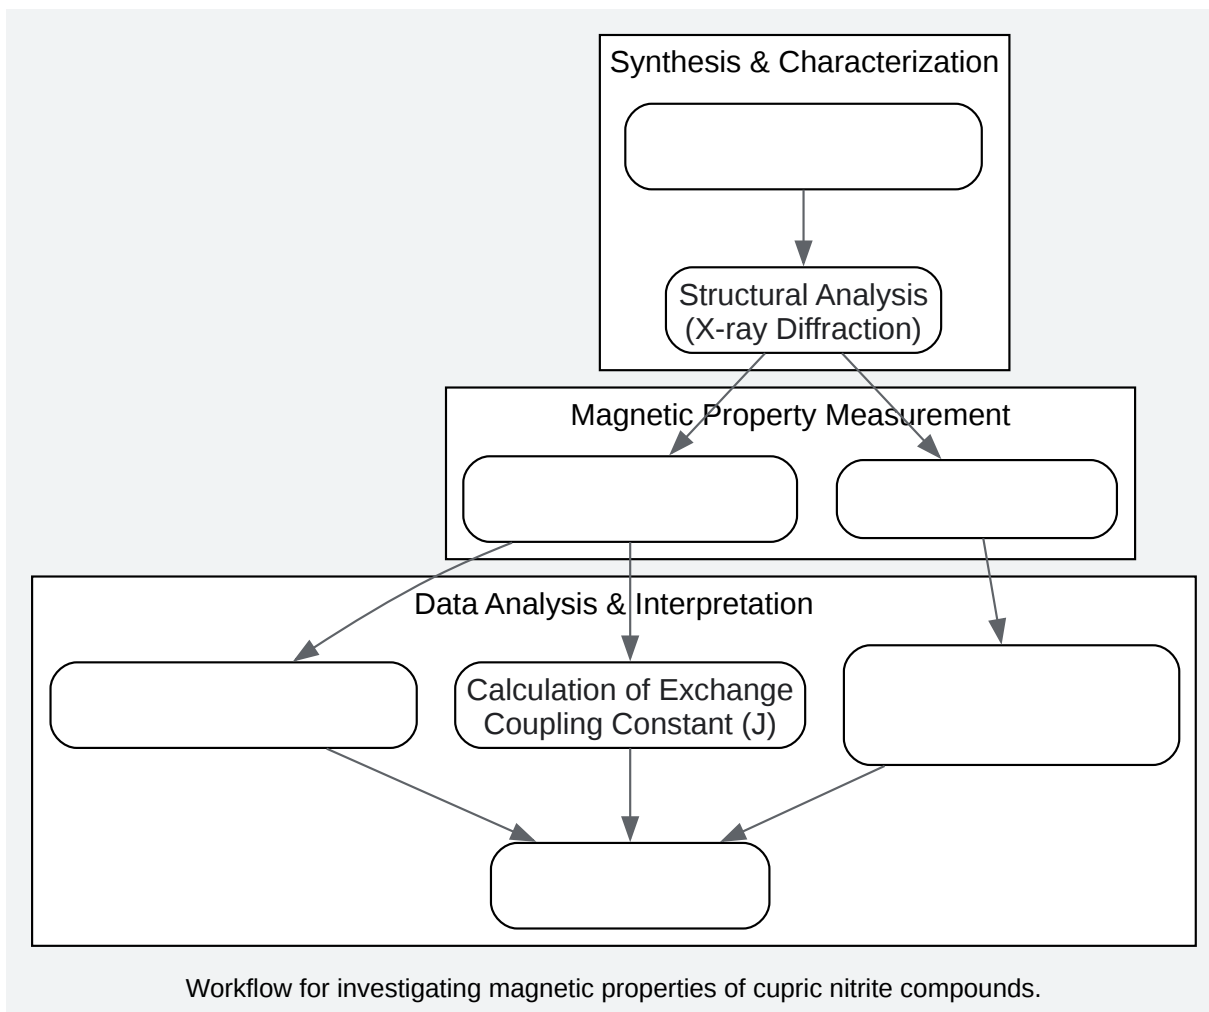 Synthesis & Characterization
Structural Analysis
(X-ray Diffraction)
Magnetic Property Measurement
Data Analysis & Interpretation
Calculation of Exchange
Coupling Constant (J)
Workflow for investigating magnetic properties of cupric nitrite compounds.